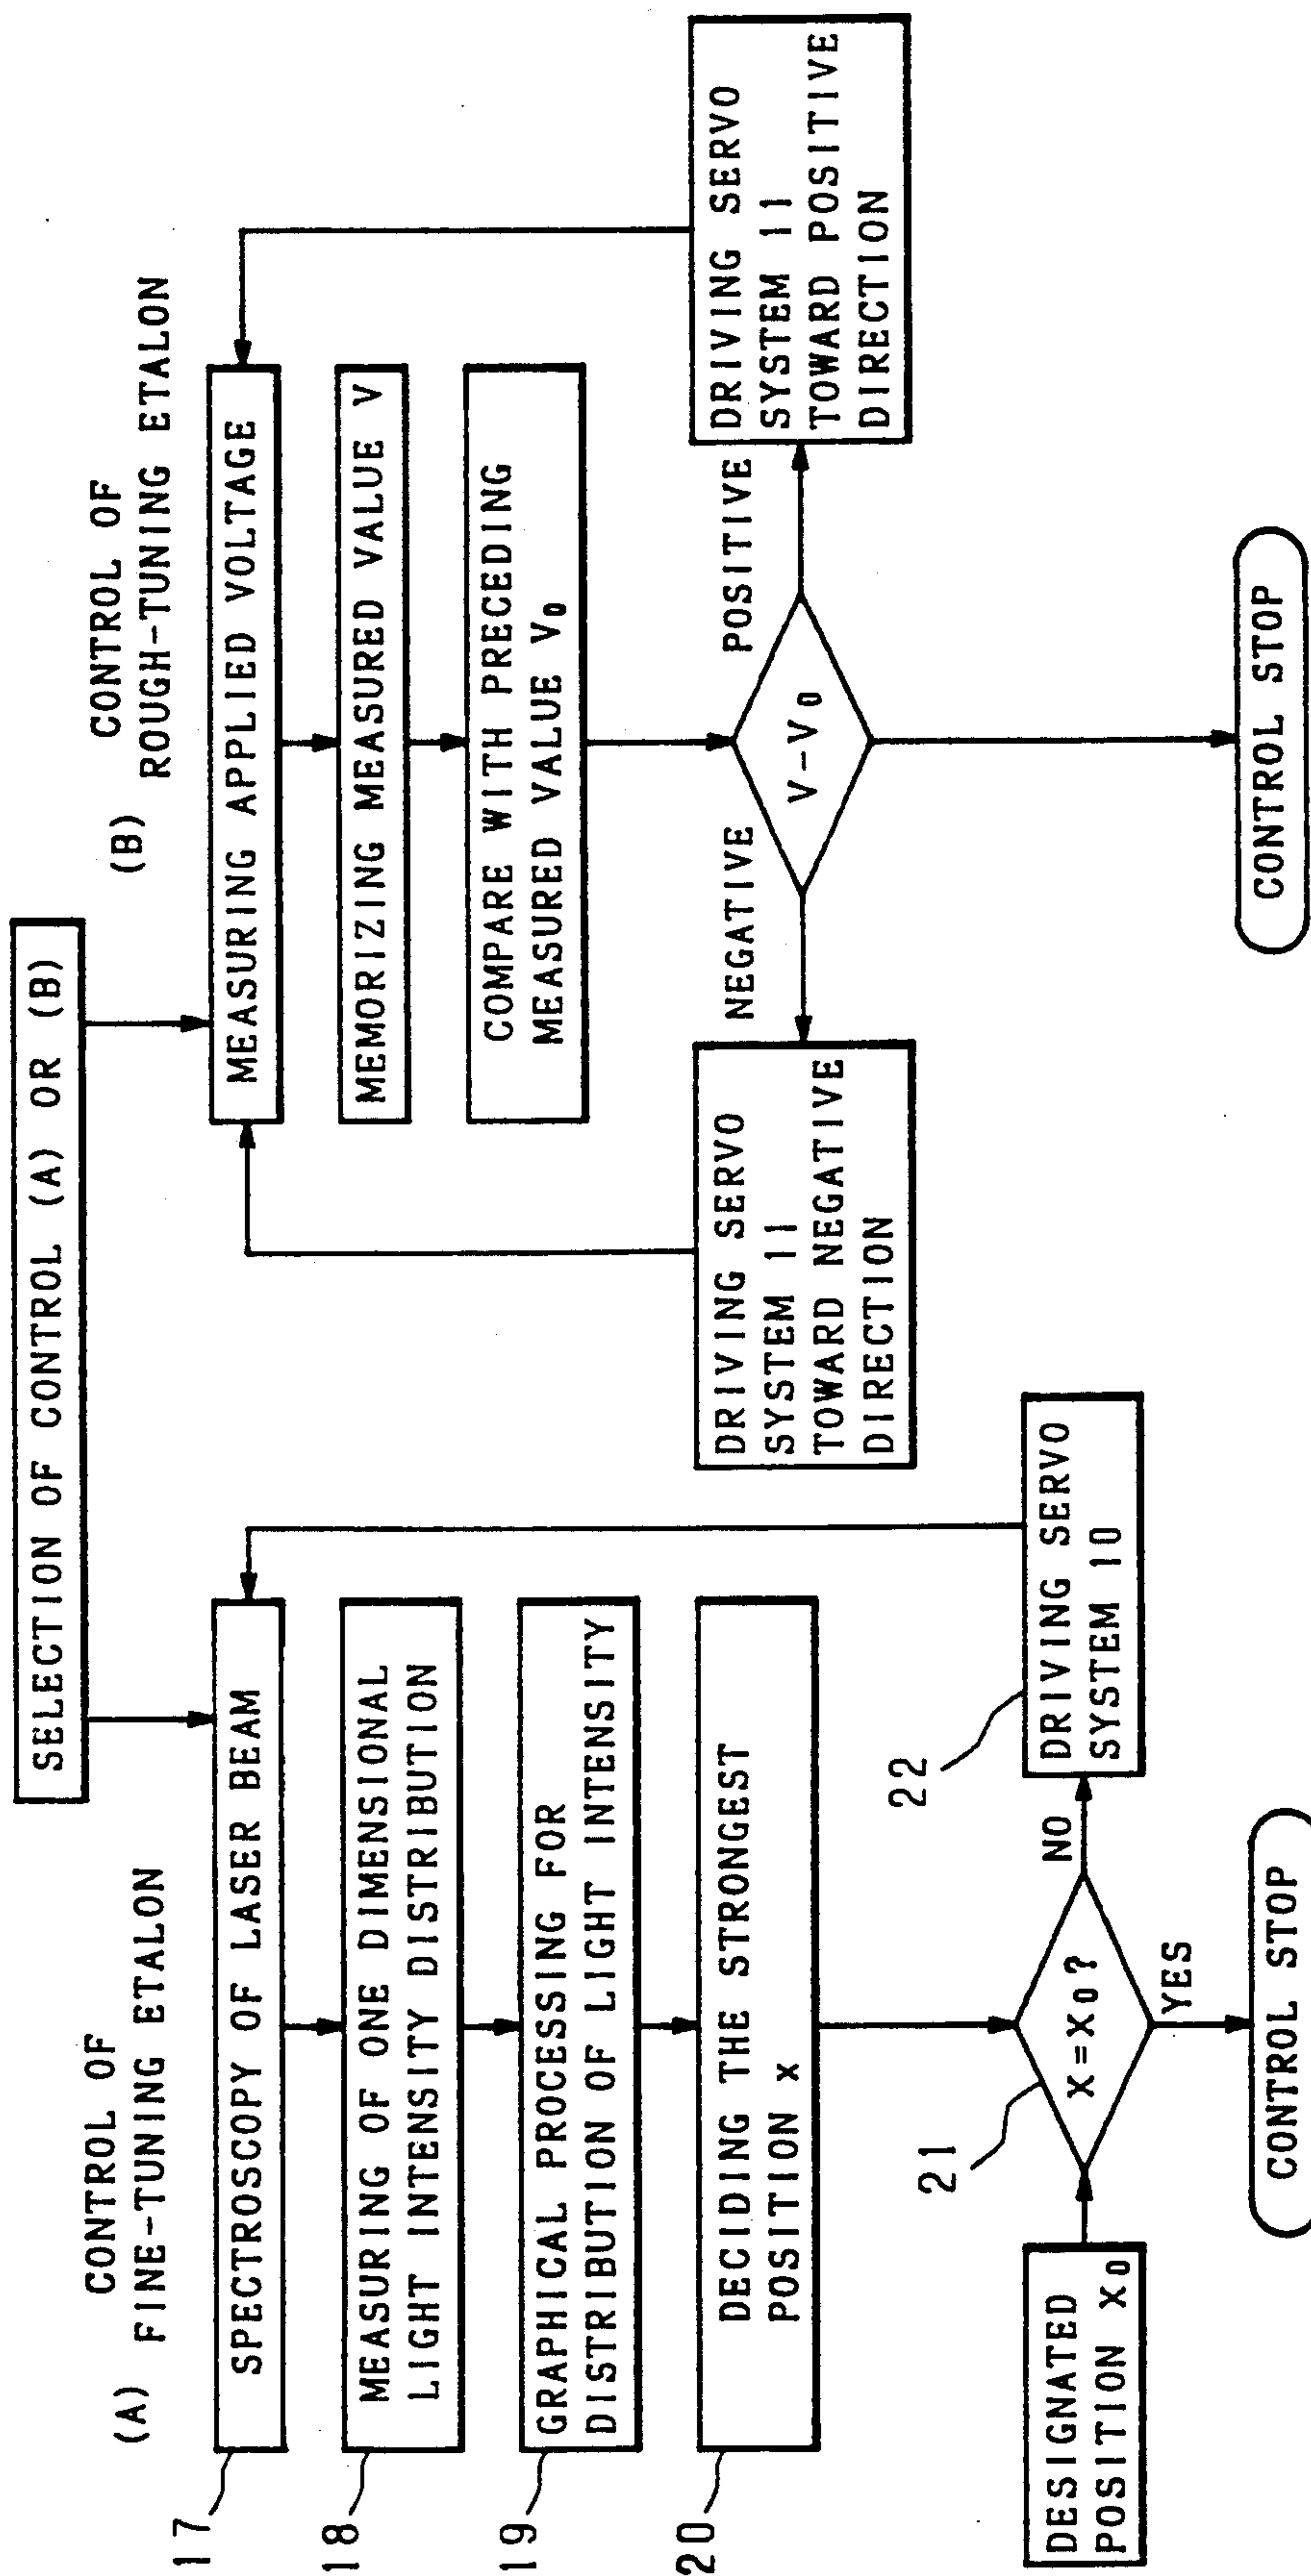 SELECTION OF CONTROL (A) OR (B)
CONTROL OF
(A) FINE-TUNING ETALON
17
SPECTROSCOPY OF LASER BEAM
18
MEASURING OF ONE DIMENSIONAL
LIGHT INTENSITY DISTRIBUTION
19
GRAPHICAL PROCESSING FOR
DISTRIBUTION OF LIGHT INTENSITY
20
DECIDING THE STRONGEST
POSITION x
DESIGNATED
POSITION X₀
21
X=X₀?
NO
22
DRIVING SERVO
SYSTEM 10
YES
CONTROL STOP
CONTROL OF
(B) ROUGH-TUNING ETALON
MEASURING APPLIED VOLTAGE
MEMORIZING MEASURED VALUE V
COMPARE WITH PRECEDING
MEASURED VALUE V₀
V-V₀
NEGATIVE
DRIVING SERVO
SYSTEM 11
TOWARD NEGATIVE
DIRECTION
POSITIVE
DRIVING SERVO
SYSTEM 11
TOWARD POSITIVE
DIRECTION
CONTROL STOP